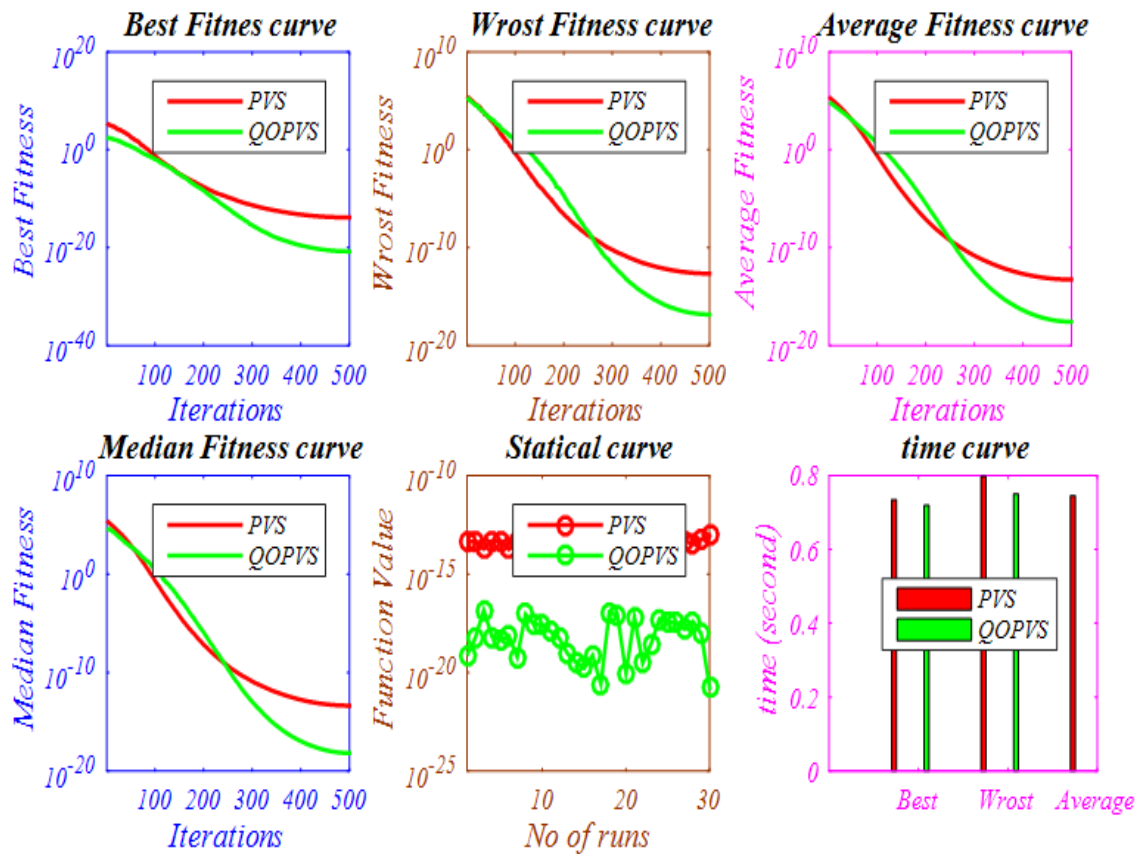 Best Fitnes curve
10^20
10^0
10^-20
10^-40
Best Fitness
PVS
QOPVS
100 200 300 400 500
Iterations
Wrost Fitness curve
10^10
10^0
10^-10
10^-20
Wrost Fitness
PVS
QOPVS
100 200 300 400 500
Iterations
Average Fitness curve
10^10
10^0
10^-10
10^-20
Average Fitness
PVS
QOPVS
100 200 300 400 500
Iterations
Median Fitness curve
10^10
10^0
10^-10
10^-20
Median Fitness
PVS
QOPVS
100 200 300 400 500
Iterations
Statical curve
10^-10
10^-15
10^-20
10^-25
Function Value
PVS
QOPVS
10 20 30
No of runs
time curve
0.8
0.6
0.4
0.2
0
time (second)
PVS
QOPVS
Best Wrost Average